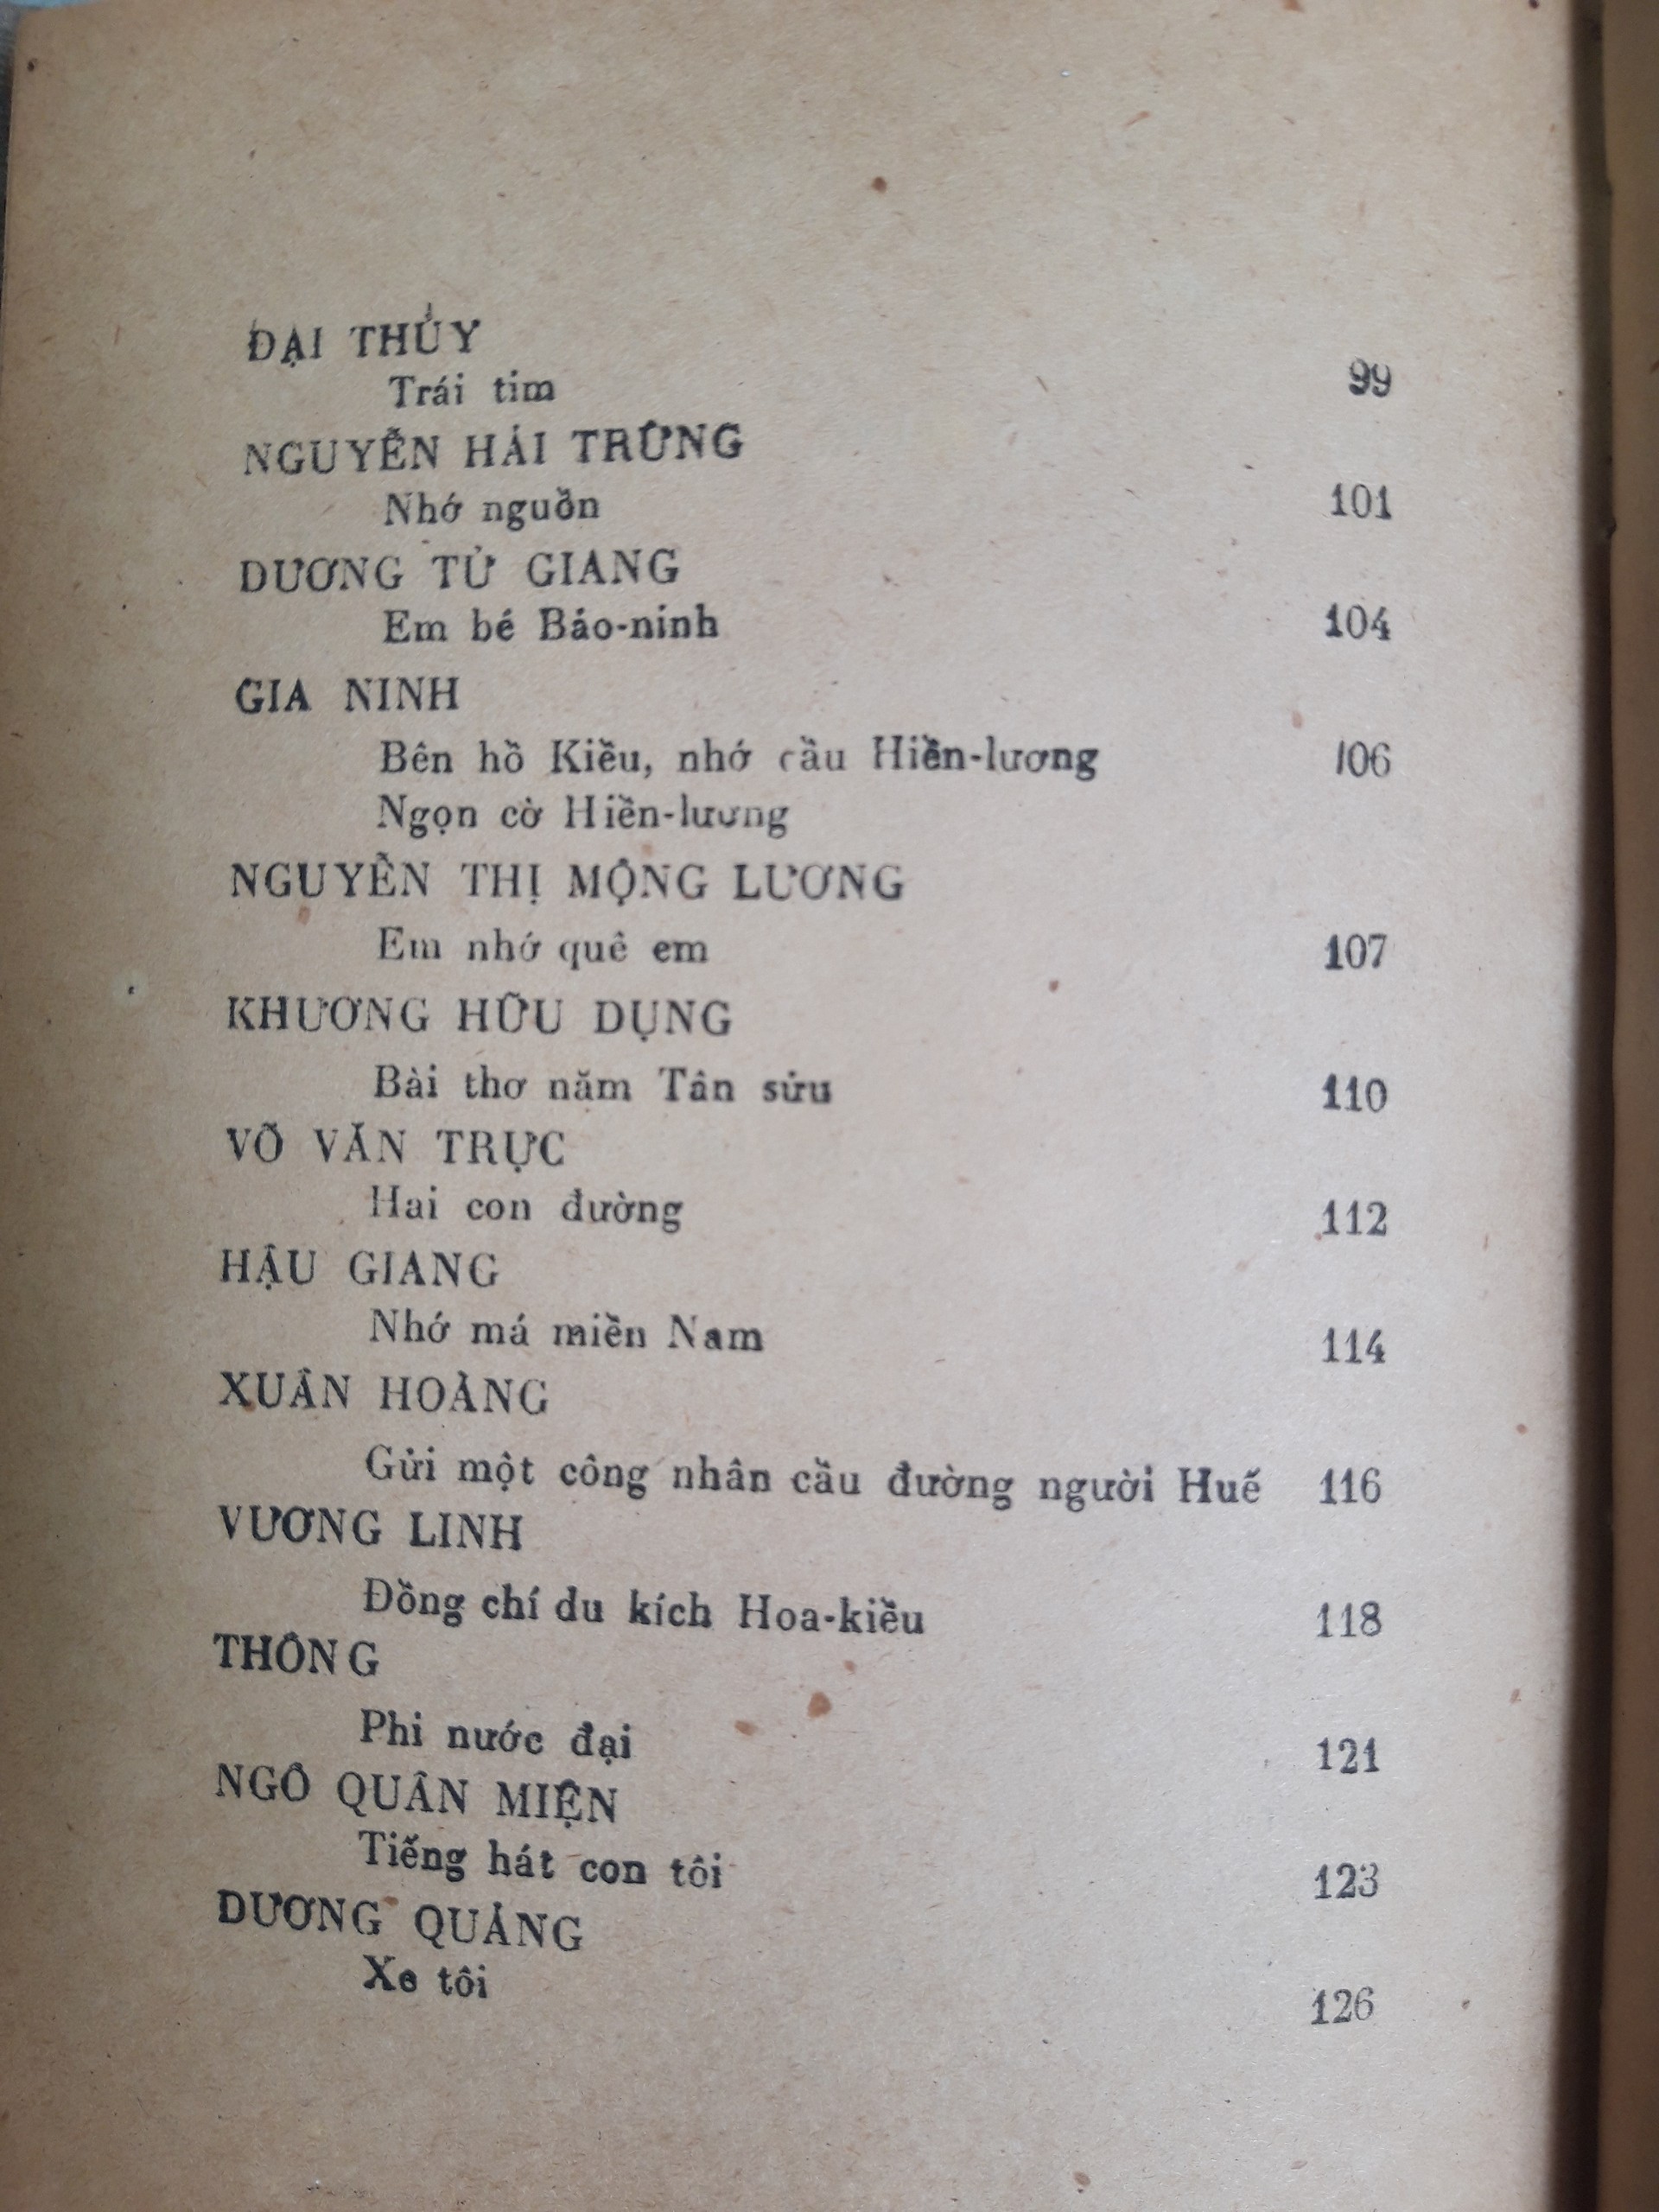 ĐẠI THỦY
Trái tim 99
NGUYỄN HẢI TRỪNG
Nhớ nguồn 101
DƯƠNG TỬ GIANG
Em bé Bảo-ninh 104
GIA NINH
Bên hồ Kiều, nhớ cầu Hiền-lương 106
Ngọn cờ Hiền-lương
NGUYỄN THỊ MỘNG LƯƠNG
Em nhớ quê em 107
KHƯƠNG HỮU DỤNG
Bài thơ năm Tân sửu 110
VÕ VĂN TRỰC
Hai con đường 112
HẬU GIANG
Nhớ má miền Nam 114
XUÂN HOÀNG
Gửi một công nhân cầu đường người Huế 116
VƯƠNG LINH
Đồng chí du kích Hoa-kiều 118
THÔNG
Phi nước đại 121
NGÔ QUÂN MIỆN
Tiếng hát con tôi 123
DƯƠNG QUẢNG
Xe tôi 126